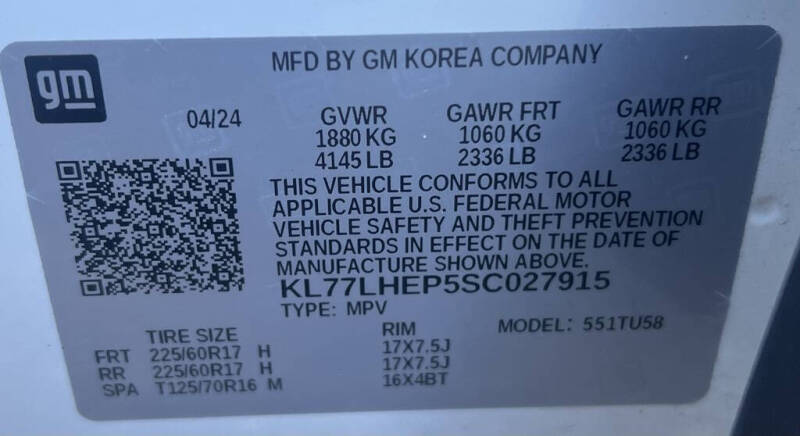 gm
MFD BY GM KOREA COMPANY
04/24 GVWR GAWR FRT GAWR RR
1880 KG 1060 KG 1060 KG
4145 LB 2336 LB 2336 LB
THIS VEHICLE CONFORMS TO ALL
APPLICABLE U.S. FEDERAL MOTOR
VEHICLE SAFETY AND THEFT PREVENTION
STANDARDS IN EFFECT ON THE DATE OF
MANUFACTURE SHOWN ABOVE.
KL77LHEP5SC027915
TYPE: MPV MODEL: 551TU58
TIRE SIZE RIM
FRT 225/60R17 H 17X7.5J
RR 225/60R17 H 17X7.5J
SPA T125/70R16 M 16X4BT